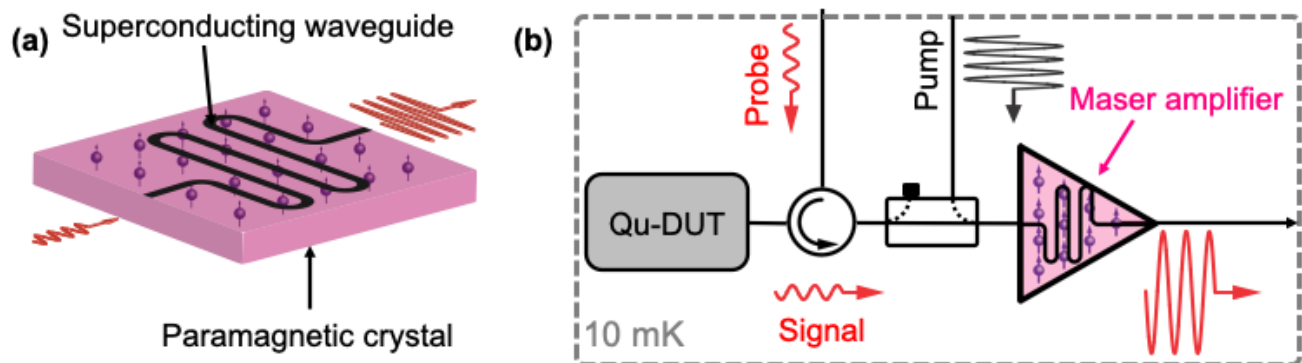 (a)
Superconducting waveguide
Paramagnetic crystal
(b)
Probe
Pump
Maser amplifier
Qu-DUT
Signal
10 mK